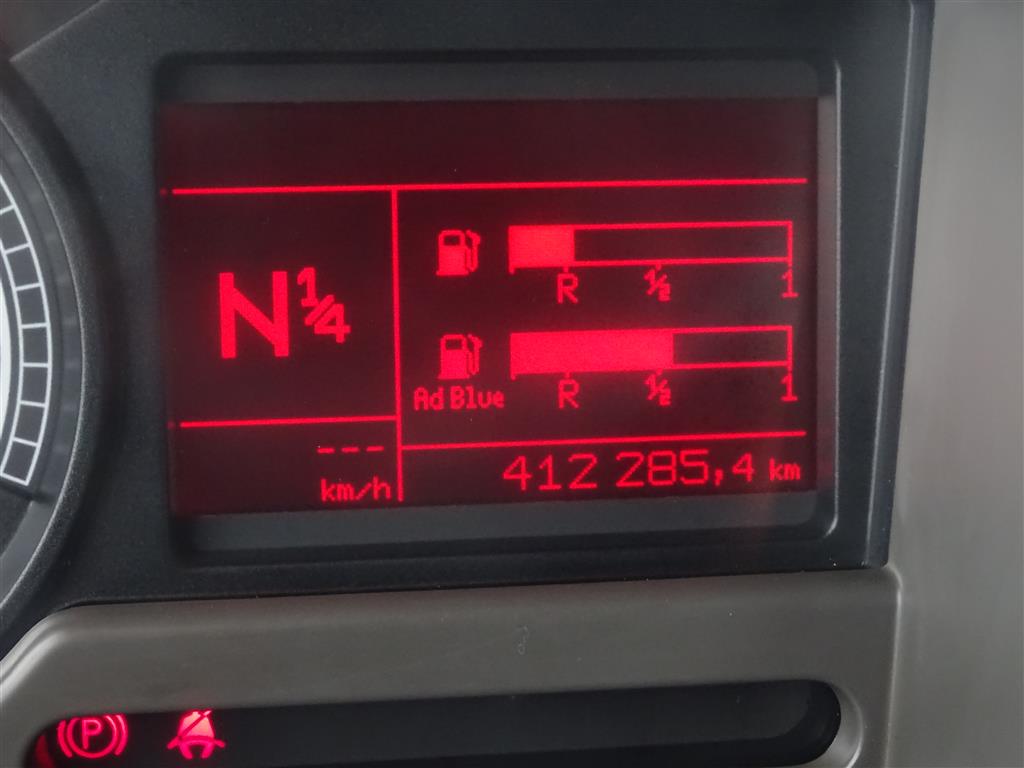 N¼
R ½ 1
Ad Blue
R ½ 1
---
km/h
412 285,4 km
P